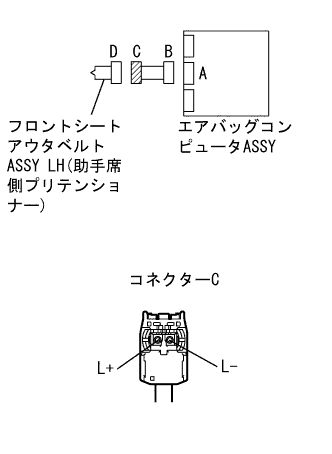 D C B
A
フロントシート
アウタベルト
ASSY LH(助手席
側プリテンショ
ナー)
エアバッグコン
ピュータASSY
コネクターC
L+
L-